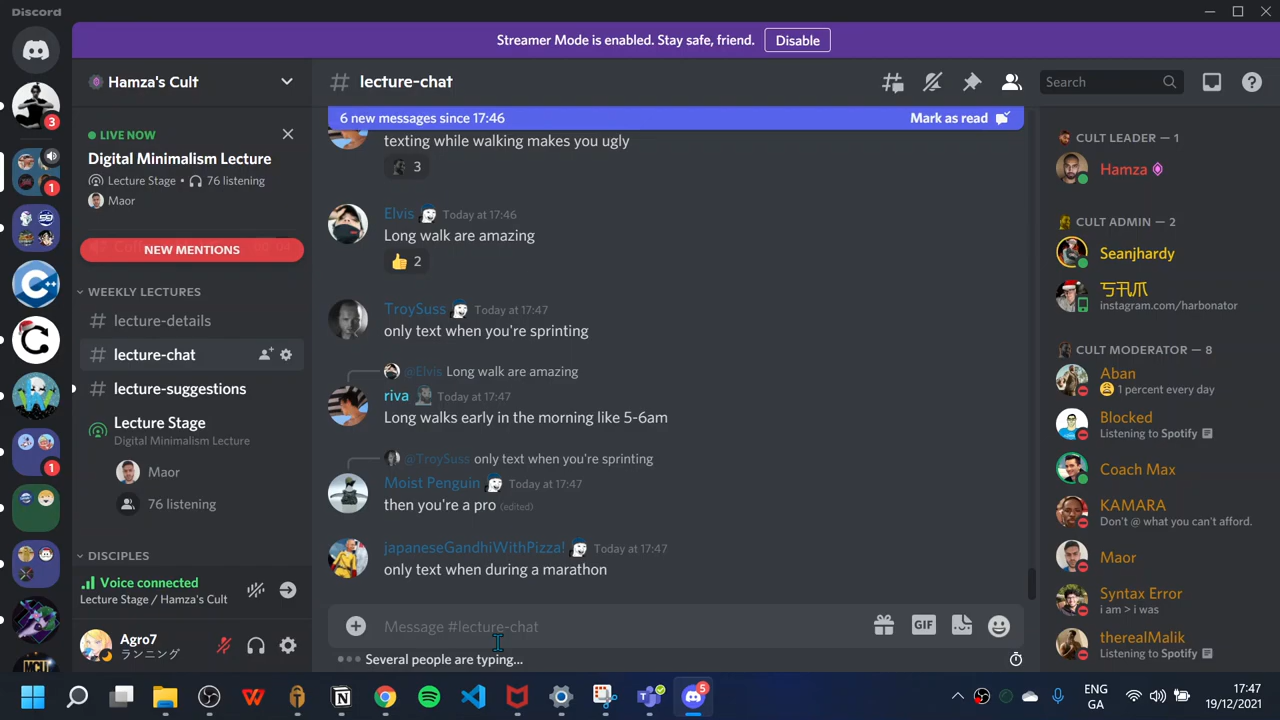 Discord
Streamer Mode is enabled. Stay safe, friend.
Disable
Hamza's Cult
lecture-chat
Search
3
LIVE NOW
Digital Minimalism Lecture
Lecture Stage • 76 listening
Maor
1
NEW MENTIONS
WEEKLY LECTURES
lecture-details
lecture-chat
lecture-suggestions
Lecture Stage
Digital Minimalism Lecture
Maor
76 listening
1
DISCIPLES
Voice connected
Lecture Stage / Hamza's Cult
Agro7
ランニング
MCU
6 new messages since 17:46
Mark as read
texting while walking makes you ugly
3
Elvis Today at 17:46
Long walk are amazing
2
TroySuss Today at 17:47
only text when you're sprinting
@Elvis Long walk are amazing
riva Today at 17:47
Long walks early in the morning like 5-6am
@TroySuss only text when you're sprinting
Moist Penguin Today at 17:47
then you're a pro (edited)
japaneseGandhiWithPizza! Today at 17:47
only text when during a marathon
Message #lecture-chat
GIF
Several people are typing...
CULT LEADER — 1
Hamza
CULT ADMIN — 2
Seanjhardy
instagram.com/harbonator
CULT MODERATOR — 8
Aban
1 percent every day
Blocked
Listening to Spotify
Coach Max
KAMARA
Don't @ what you can't afford.
Maor
Syntax Error
i am > i was
therealMalik
Listening to Spotify
5
ENG
GA
17:47
19/12/2021